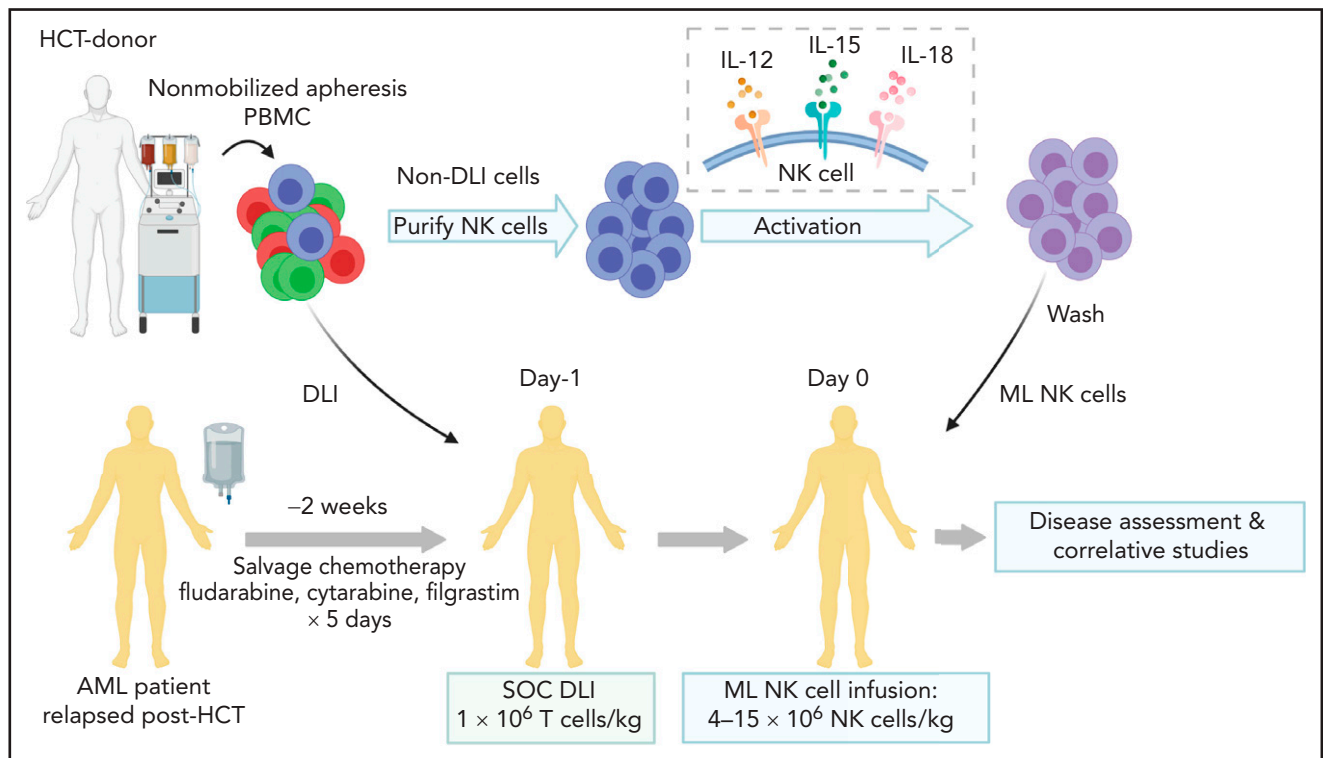 HCT-donor
Nonmobilized apheresis
PBMC
IL-12
IL-15
IL-18
NK cell
Non-DLI cells
Purify NK cells
Activation
Wash
ML NK cells
DLI
Day-1
Day 0
–2 weeks
Salvage chemotherapy
fludarabine, cytarabine, filgrastim
× 5 days
Disease assessment &
correlative studies
AML patient
relapsed post-HCT
SOC DLI
1 × 10⁶ T cells/kg
ML NK cell infusion:
4–15 × 10⁶ NK cells/kg